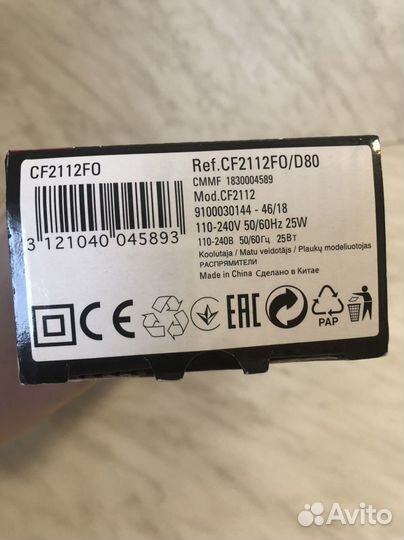 CF2112FO
Ref.CF2112FO/D80
CMMF 1830004589
Mod.CF2112
9100030144 - 46/18
110-240V 50/60Hz 25W
110-240В 50/60Гц 25Вт
Koolutaja / Matu veidotājs / Plaukų modeliuotojas
РАСПРЯМИТЕЛИ
Made in China Сделано в Китае
3 121040 045893
CE
EAC
PAP
Avito